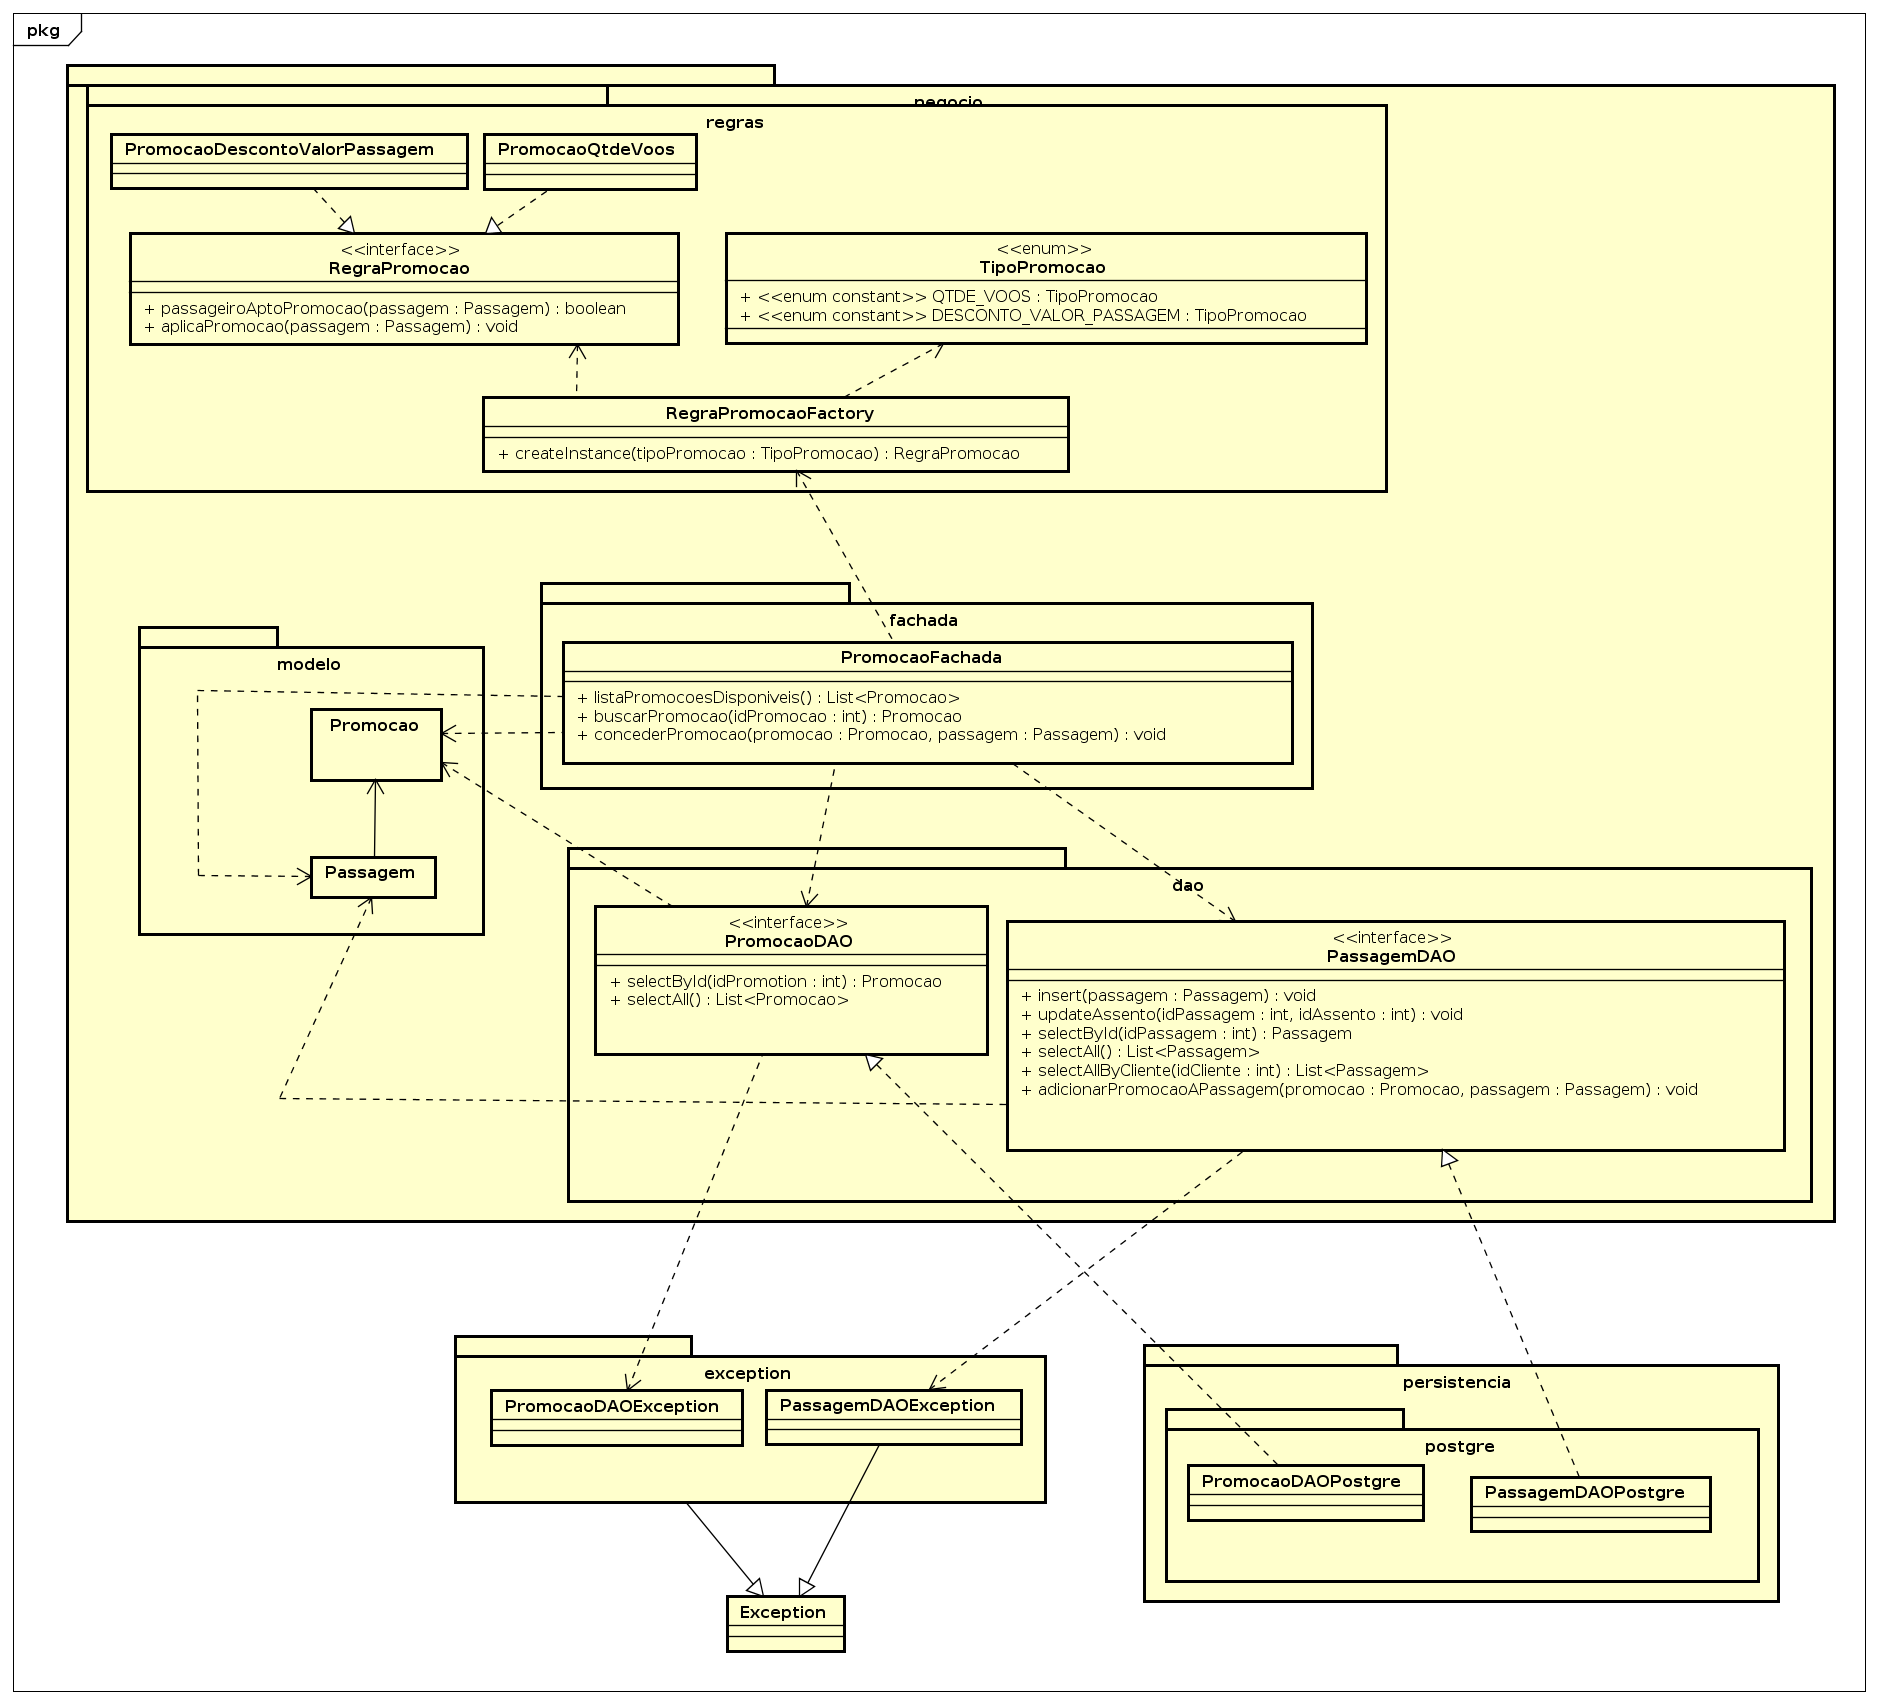 pkg
negocio
regras
PromocaoDescontoValorPassagem
PromocaoQtdeVoos
<<interface>>
RegraPromocao
+ passageiroAptoPromocao(passagem : Passagem) : boolean
+ aplicaPromocao(passagem : Passagem) : void
<<enum>>
TipoPromocao
+ <<enum constant>> QTDE_VOOS : TipoPromocao
+ <<enum constant>> DESCONTO_VALOR_PASSAGEM : TipoPromocao
RegraPromocaoFactory
+ createInstance(tipoPromocao : TipoPromocao) : RegraPromocao
fachada
PromocaoFachada
+ listaPromocoesDisponiveis() : List<Promocao>
+ buscarPromocao(idPromocao : int) : Promocao
+ concederPromocao(promocao : Promocao, passagem : Passagem) : void
modelo
Promocao
Passagem
dao
<<interface>>
PromocaoDAO
+ selectById(idPromotion : int) : Promocao
+ selectAll() : List<Promocao>
<<interface>>
PassagemDAO
+ insert(passagem : Passagem) : void
+ updateAssento(idPassagem : int, idAssento : int) : void
+ selectById(idPassagem : int) : Passagem
+ selectAll() : List<Passagem>
+ selectAllByCliente(idCliente : int) : List<Passagem>
+ adicionarPromocaoAPassagem(promocao : Promocao, passagem : Passagem) : void
exception
PromocaoDAOException
PassagemDAOException
persistencia
postgre
PromocaoDAOPostgre
PassagemDAOPostgre
Exception